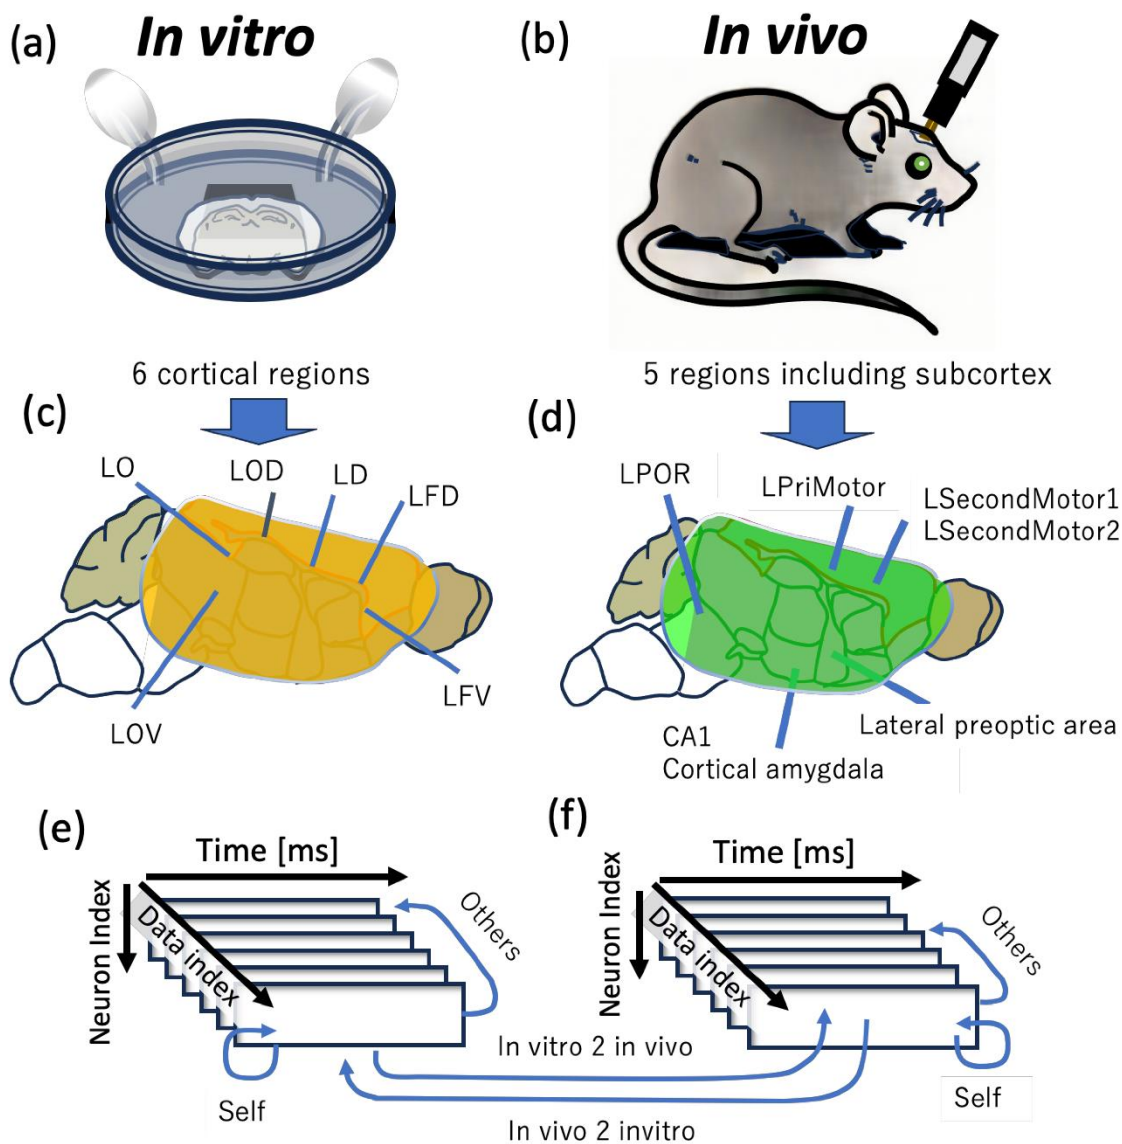 (a)
In vitro
(b)
In vivo
6 cortical regions
5 regions including subcortex
(c)
LO
LOD
LD
LFD
LOV
LFV
(d)
LPOR
LPriMotor
LSecondMotor1
LSecondMotor2
Lateral preoptic area
CA1
Cortical amygdala
(e)
Time [ms]
Neuron Index
Data index
Others
Self
(f)
Time [ms]
Neuron Index
Data index
Others
Self
In vitro 2 in vivo
In vivo 2 invitro